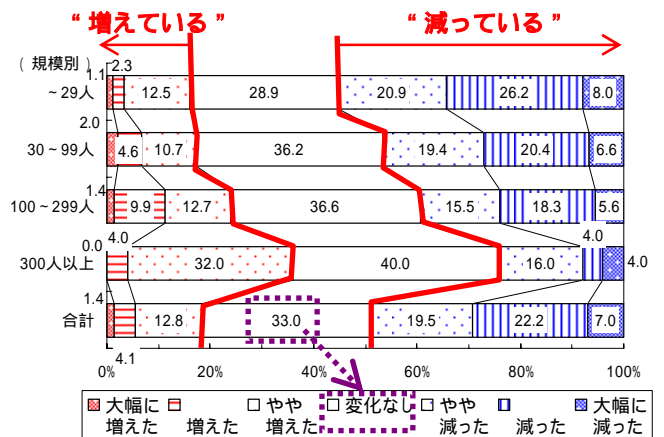 “ 増えている ” “ 減っている ”
( 規模別 )
1.1 2.3
~29人 12.5 28.9 20.9 26.2 8.0
2.0
30~99人 4.6 10.7 36.2 19.4 20.4 6.6
1.4
100~299人 9.9 12.7 36.6 15.5 18.3 5.6
0.0 4.0 4.0
300人以上 32.0 40.0 16.0 4.0
1.4
合計 12.8 33.0 19.5 22.2 7.0
4.1
0% 20% 40% 60% 80% 100%
大幅に やや 変化なし やや 大幅に
増えた 増えた 増えた 減った 減った 減った